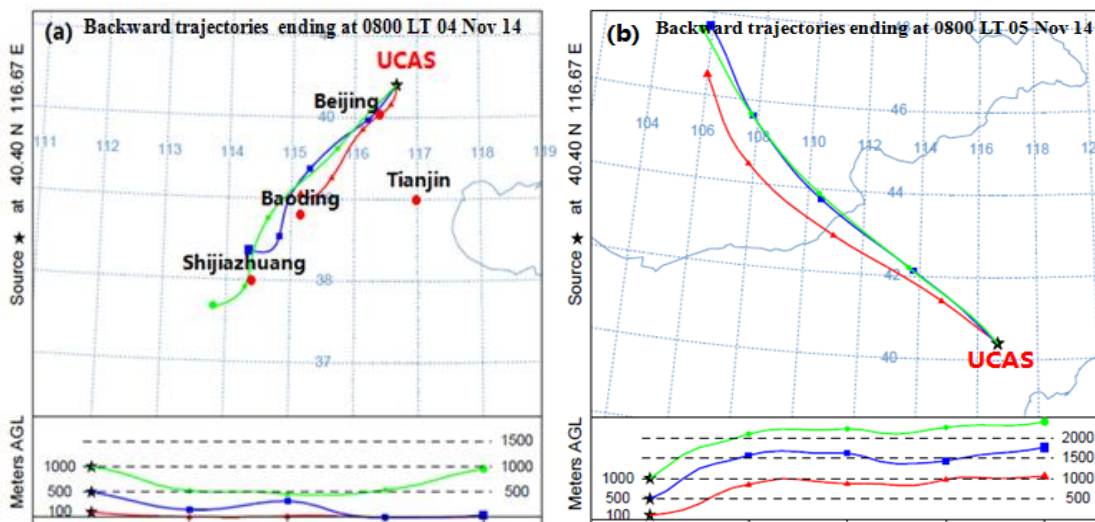 (a) Backward trajectories ending at 0800 LT 04 Nov 14
Source ★ at 40.40 N 116.67 E
UCAS
Beijing
40
111 112 113 114 115 116 117 118 119
Tianjin
Baoding
Shijiazhuang
38
37
Meters AGL
1500
1000 1000
500 500
100
(b) Backward trajectories ending at 0800 LT 05 Nov 14
Source ★ at 40.40 N 116.67 E
46
104 106 108 110 112 114 116 118
44
42
40
UCAS
Meters AGL
2000
1500
1000 1000
500 500
100